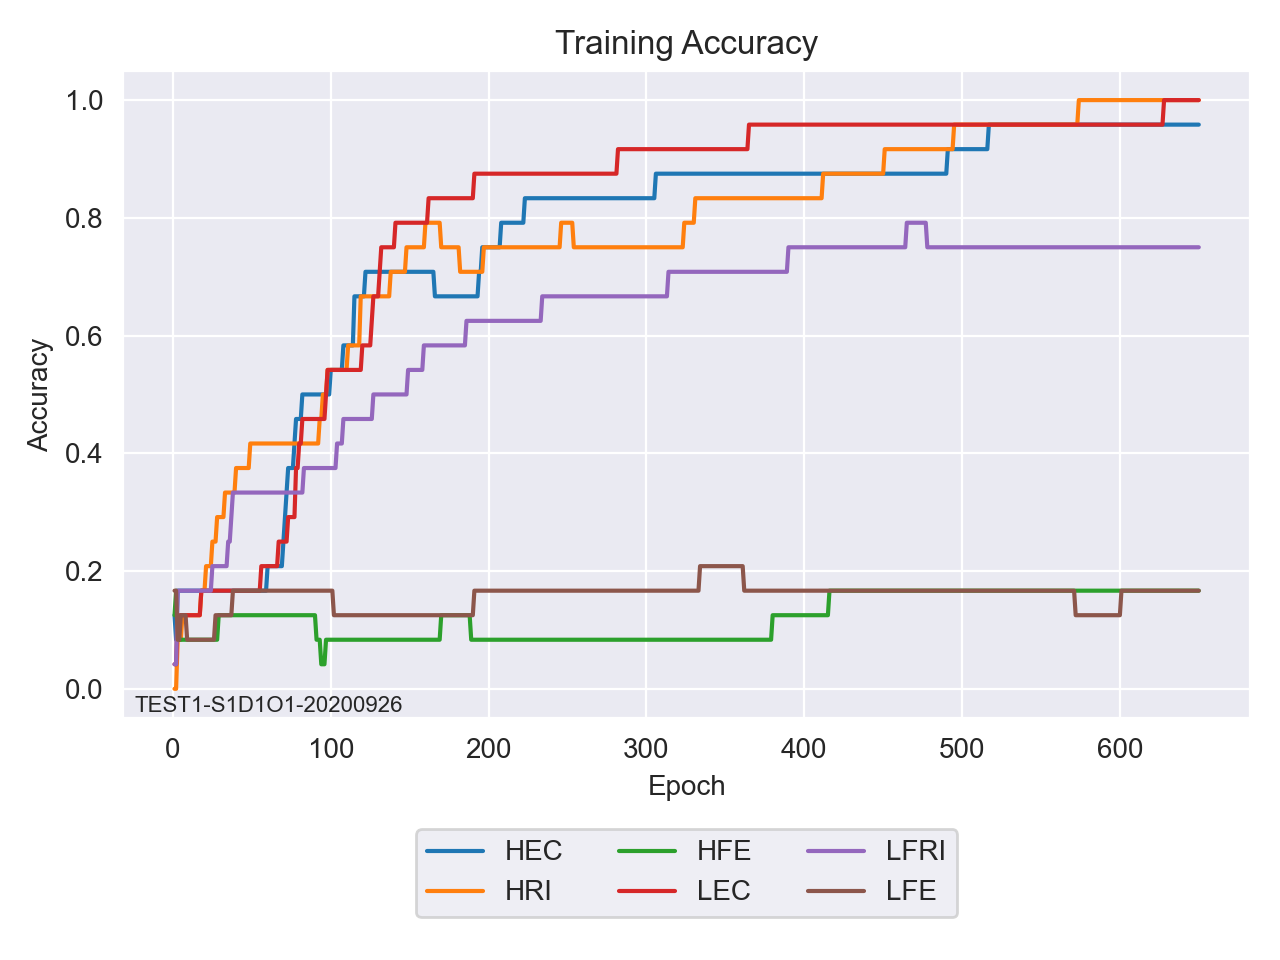 Training Accuracy
1.0
0.8
0.6
0.4
0.2
0.0
Accuracy
TEST1-S1D1O1-20200926
0 100 200 300 400 500 600
Epoch
HEC HFE LFRI
HRI LEC LFE